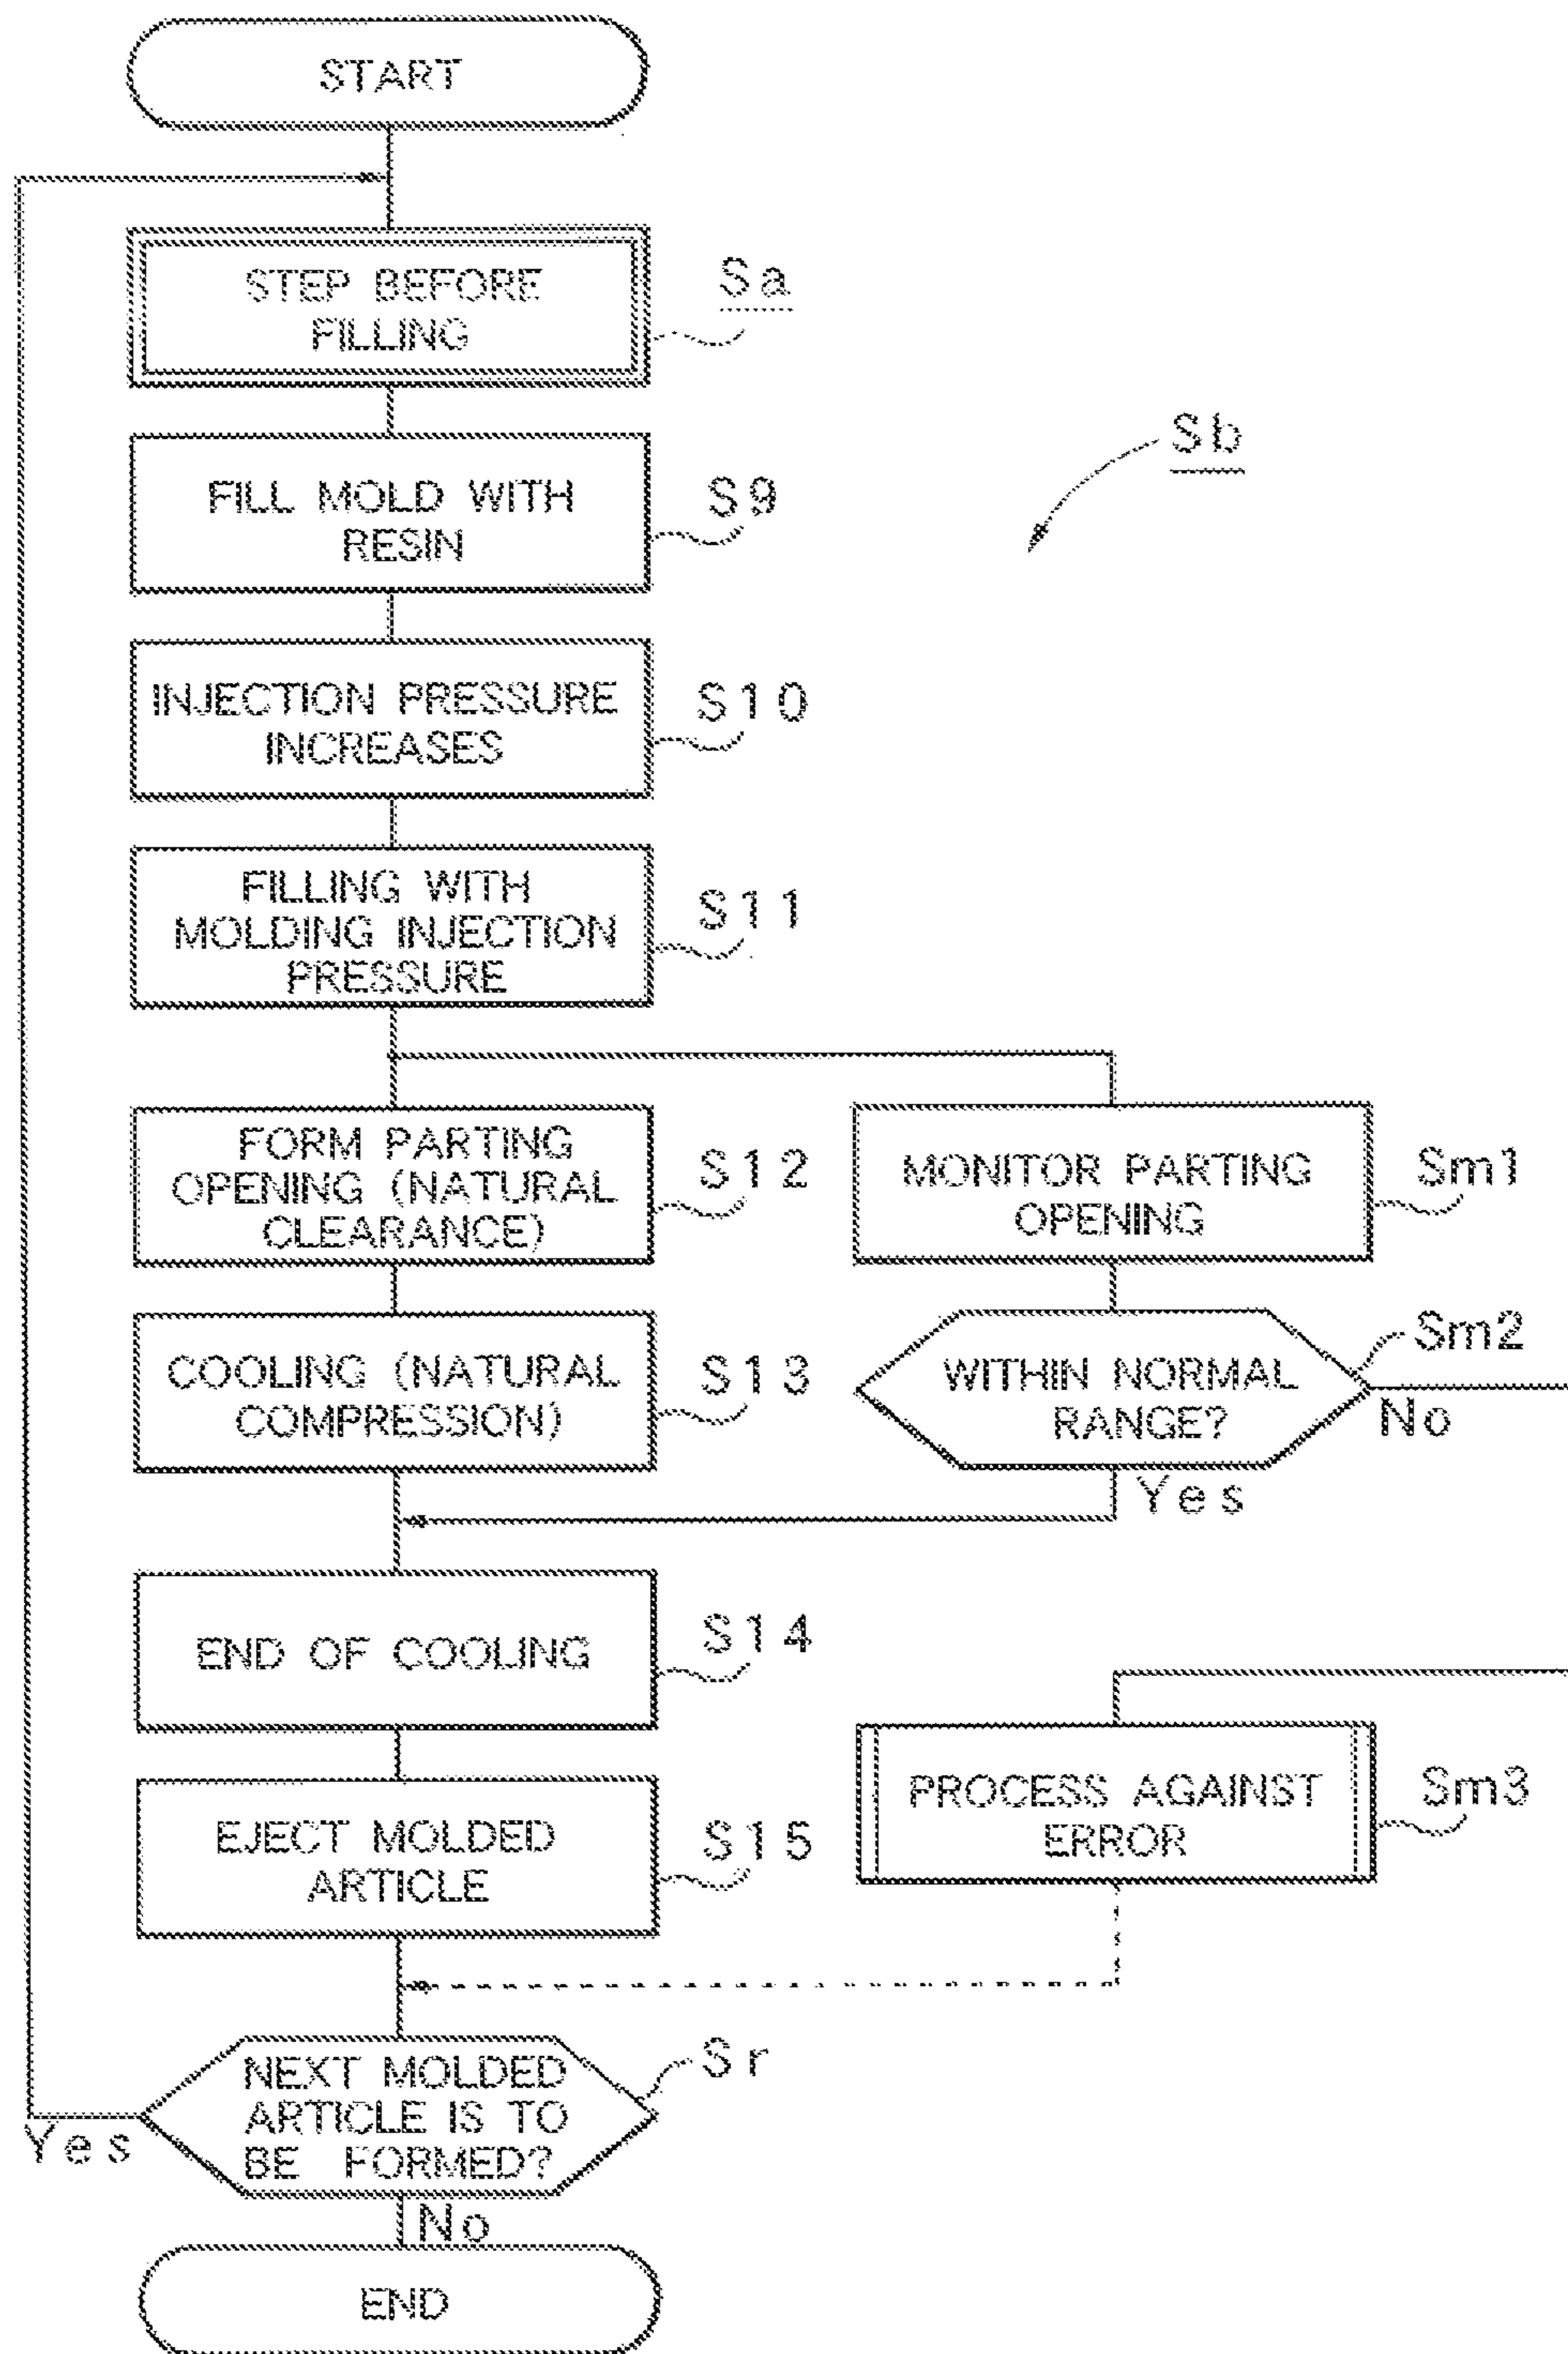 START
STEP BEFORE
FILLING
Sa
Sb
FILL MOLD WITH
RESIN
S9
INJECTION PRESSURE
INCREASES
S10
FILLING WITH
MOLDING INJECTION
PRESSURE
S11
FORM PARTING
OPENING (NATURAL
CLEARANCE)
S12
MONITOR PARTING
OPENING
Sm1
COOLING (NATURAL
COMPRESSION)
S13
WITHIN NORMAL
RANGE?
Sm2
No
Yes
END OF COOLING
S14
EJECT MOLDED
ARTICLE
S15
PROCESS AGAINST
ERROR
Sm3
NEXT MOLDED
ARTICLE IS TO
BE FORMED?
Sr
Yes
No
END